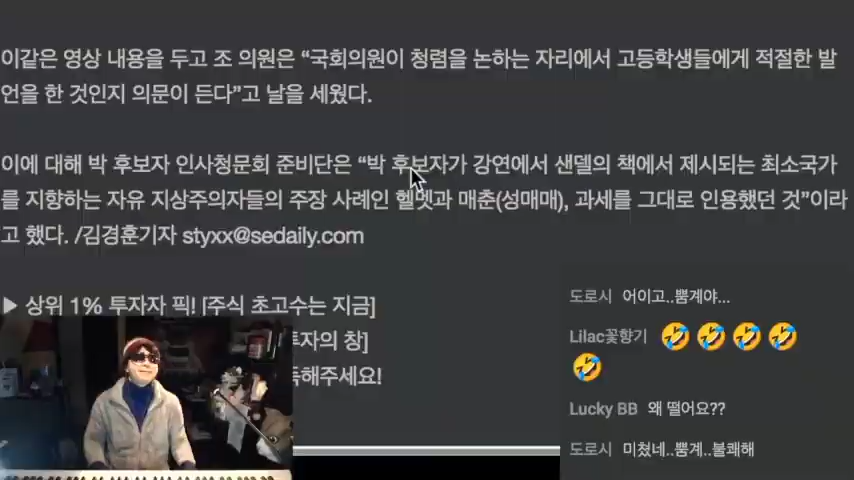 이같은 영상 내용을 두고 조 의원은 “국회의원이 청렴을 논하는 자리에서 고등학생들에게 적절한 발
언을 한 것인지 의문이 든다”고 날을 세웠다.
이에 대해 박 후보자 인사청문회 준비단은 “박 후보자가 강연에서 샌델의 책에서 제시되는 최소국가
를 지향하는 자유 지상주의자들의 주장 사례인 헬멧과 매춘(성매매), 과세를 그대로 인용했던 것”이라
고 했다. /김경훈기자 styxx@sedaily.com
▶ 상위 1% 투자자 픽! [주식 초고수는 지금]
투자의 창]
독해주세요!
도로시 어이고..뿜계야...
Lilac꽃향기 🤣🤣🤣🤣
🤣
Lucky BB 왜 떨어요??
도로시 미쳤네..뿜계..불쾌해